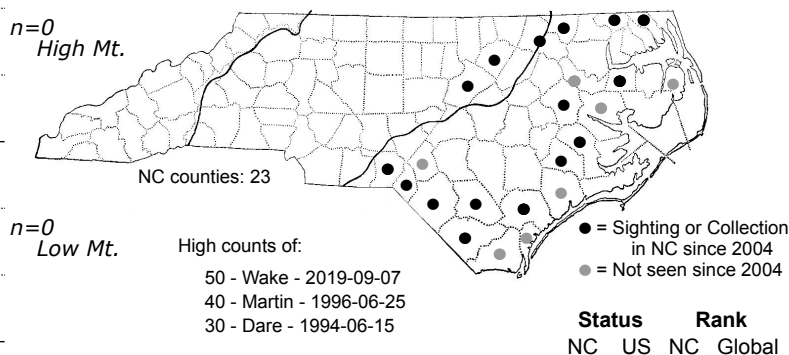 n=0
High Mt.
NC counties: 23
n=0
Low Mt.
High counts of:
50 - Wake - 2019-09-07
40 - Martin - 1996-06-25
30 - Dare - 1994-06-15
● = Sighting or Collection
in NC since 2004
● = Not seen since 2004
Status Rank
NC US NC Global